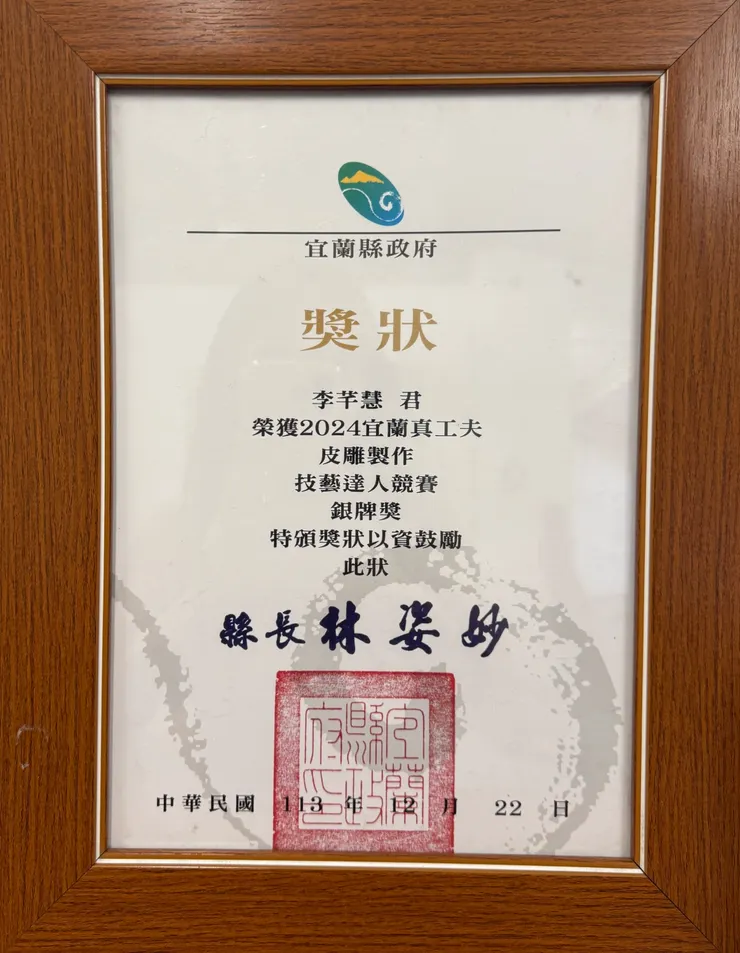 宜蘭縣政府
獎狀
李芊慧 君
榮獲2024宜蘭真工夫
皮雕製作
技藝達人競賽
銀牌獎
特頒獎狀以資鼓勵
此狀
縣長 林姿妙
宜蘭縣政府印
中華民國 113 年 12 月 22 日